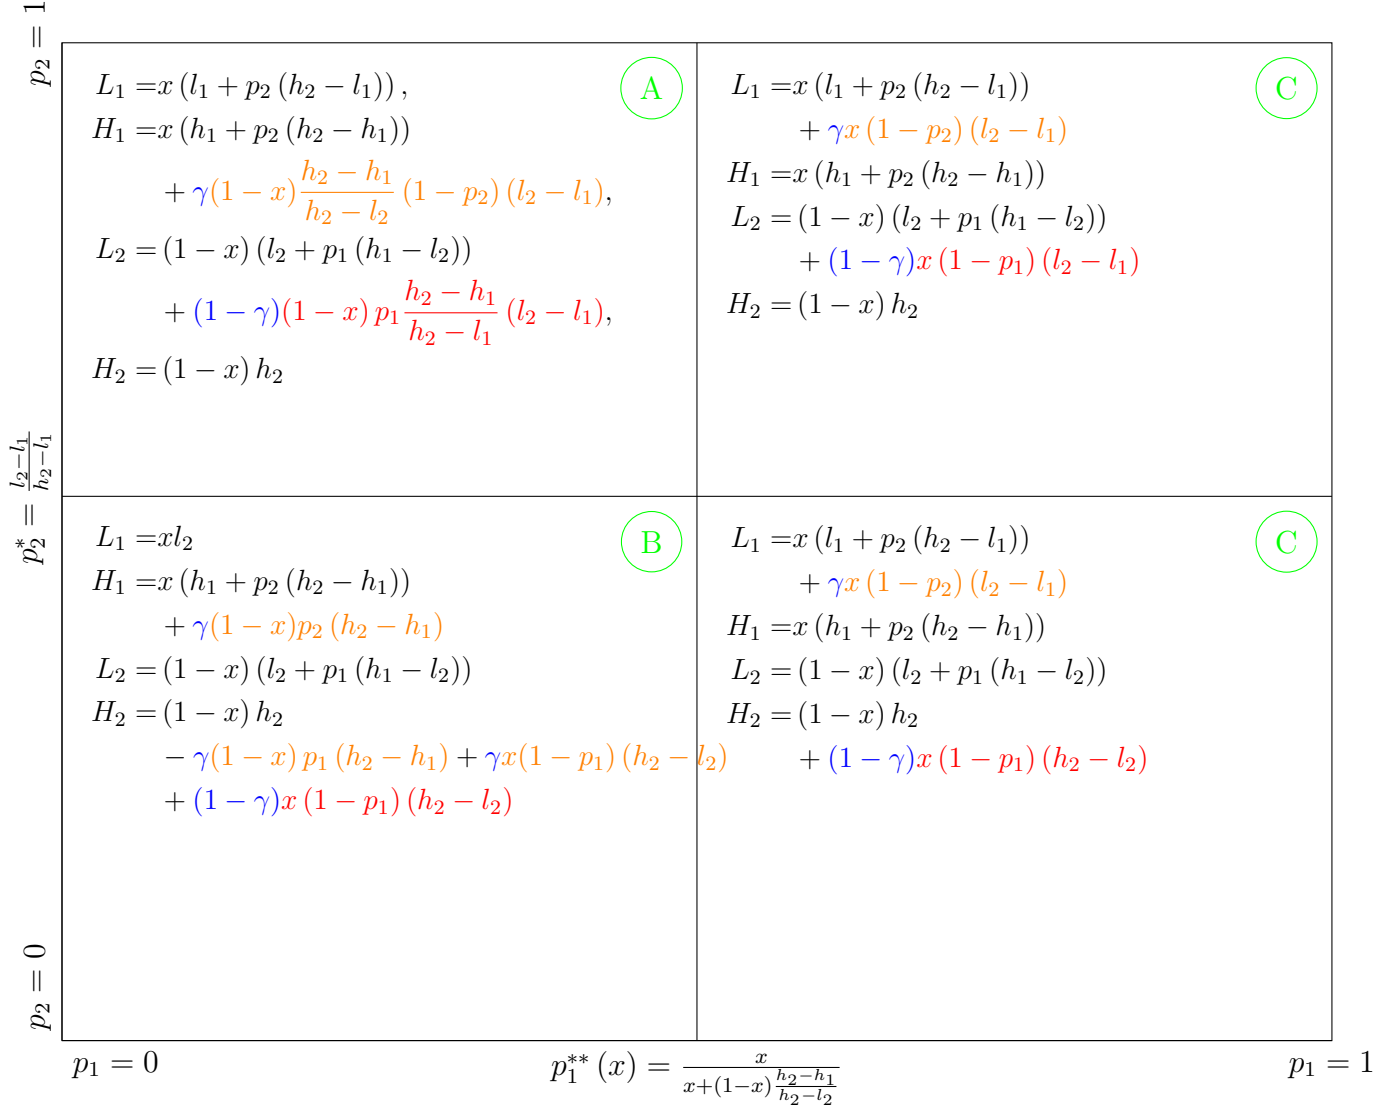 p₂ = 1
L₁ = x (l₁ + p₂ (h₂ − l₁)) ,
H₁ = x (h₁ + p₂ (h₂ − h₁))
+ γ(1 − x) \frac{h₂ − h₁}{h₂ − l₂} (1 − p₂) (l₂ − l₁),
L₂ = (1 − x) (l₂ + p₁ (h₁ − l₂))
+ (1 − γ)(1 − x) p₁ \frac{h₂ − h₁}{h₂ − l₁} (l₂ − l₁),
H₂ = (1 − x) h₂
A
L₁ = x (l₁ + p₂ (h₂ − l₁))
+ γx (1 − p₂) (l₂ − l₁)
H₁ = x (h₁ + p₂ (h₂ − h₁))
L₂ = (1 − x) (l₂ + p₁ (h₁ − l₂))
+ (1 − γ)x (1 − p₁) (l₂ − l₁)
H₂ = (1 − x) h₂
C
p₂* = \frac{l₂−l₁}{h₂−l₁}
L₁ = xl₂
H₁ = x (h₁ + p₂ (h₂ − h₁))
+ γ(1 − x)p₂ (h₂ − h₁)
L₂ = (1 − x) (l₂ + p₁ (h₁ − l₂))
H₂ = (1 − x) h₂
− γ(1 − x) p₁ (h₂ − h₁) + γx(1 − p₁) (h₂ − l₂)
+ (1 − γ)x (1 − p₁) (h₂ − l₂)
B
L₁ = x (l₁ + p₂ (h₂ − l₁))
+ γx (1 − p₂) (l₂ − l₁)
H₁ = x (h₁ + p₂ (h₂ − h₁))
L₂ = (1 − x) (l₂ + p₁ (h₁ − l₂))
H₂ = (1 − x) h₂
+ (1 − γ)x (1 − p₁) (h₂ − l₂)
C
p₂ = 0
p₁ = 0
p₁** (x) = \frac{x}{x+(1−x)\frac{h₂−h₁}{h₂−l₂}}
p₁ = 1